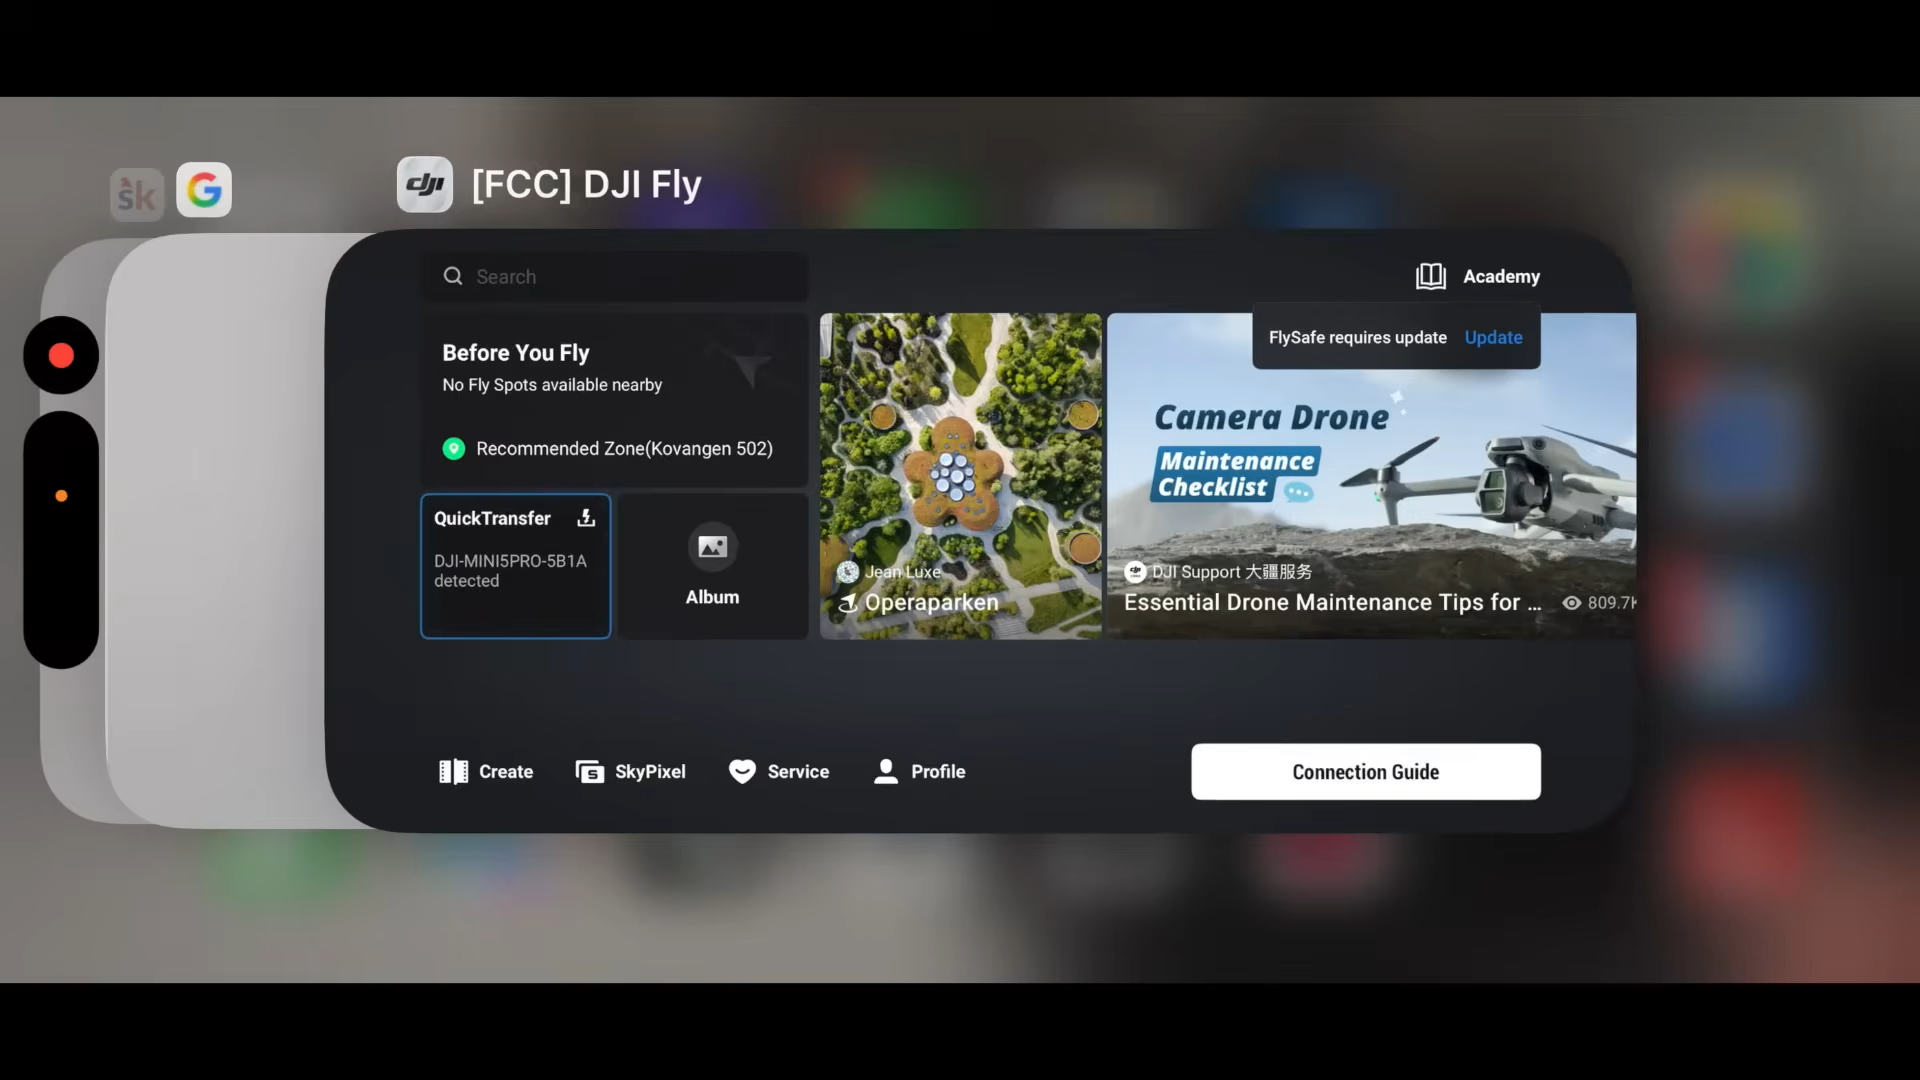 šk
G
dji
[FCC] DJI Fly
Search
Academy
FlySafe requires update Update
Before You Fly
No Fly Spots available nearby
Recommended Zone(Kovangen 502)
QuickTransfer
DJI-MINI5PRO-5B1A
detected
Album
Jean Luxe
Operaparken
Camera Drone
Maintenance
Checklist
DJI Support 大疆服务
Essential Drone Maintenance Tips for ...
809.7K
Create
SkyPixel
Service
Profile
Connection Guide